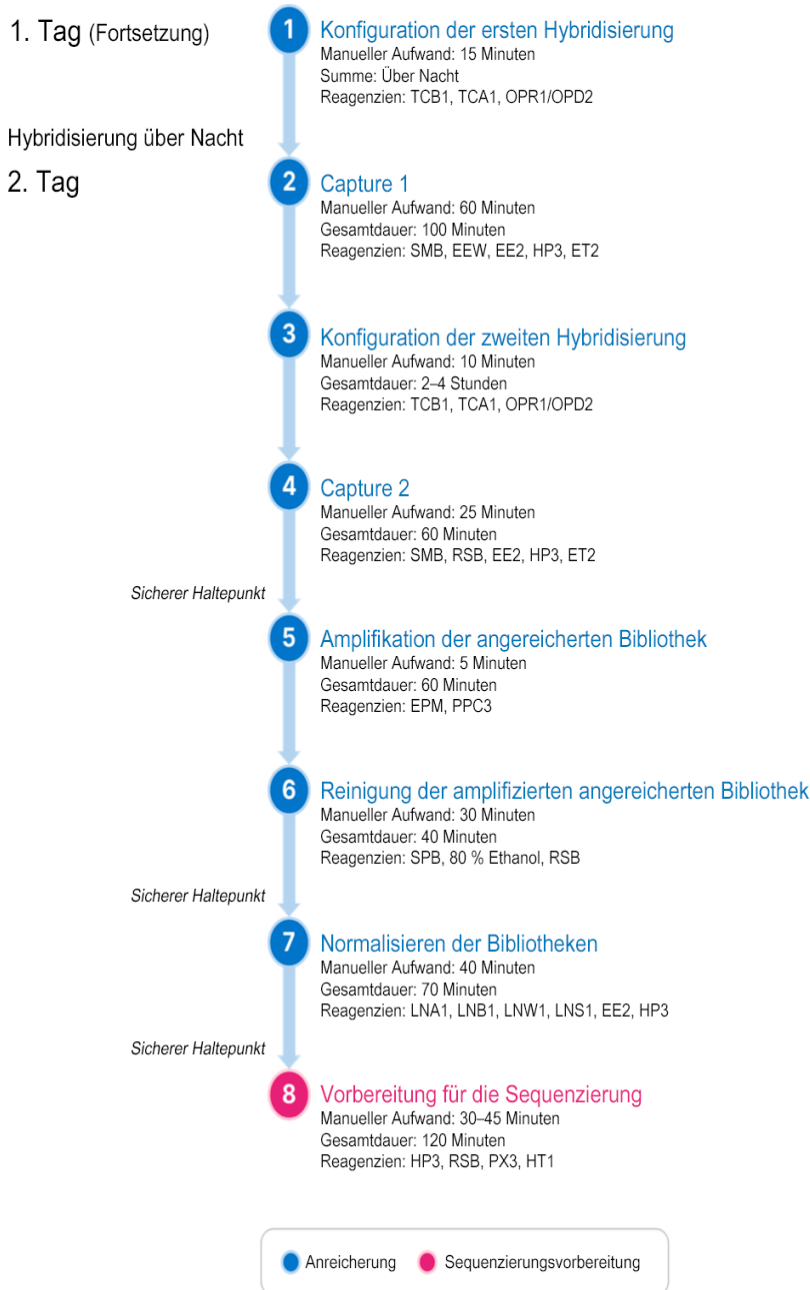 1. Tag (Fortsetzung)
1 Konfiguration der ersten Hybridisierung
Manueller Aufwand: 15 Minuten
Summe: Über Nacht
Reagenzien: TCB1, TCA1, OPR1/OPD2
Hybridisierung über Nacht
2. Tag
2 Capture 1
Manueller Aufwand: 60 Minuten
Gesamtdauer: 100 Minuten
Reagenzien: SMB, EEW, EE2, HP3, ET2
3 Konfiguration der zweiten Hybridisierung
Manueller Aufwand: 10 Minuten
Gesamtdauer: 2–4 Stunden
Reagenzien: TCB1, TCA1, OPR1/OPD2
4 Capture 2
Manueller Aufwand: 25 Minuten
Gesamtdauer: 60 Minuten
Reagenzien: SMB, RSB, EE2, HP3, ET2
Sicherer Haltepunkt
5 Amplifikation der angereicherten Bibliothek
Manueller Aufwand: 5 Minuten
Gesamtdauer: 60 Minuten
Reagenzien: EPM, PPC3
6 Reinigung der amplifizierten angereicherten Bibliothek
Manueller Aufwand: 30 Minuten
Gesamtdauer: 40 Minuten
Reagenzien: SPB, 80 % Ethanol, RSB
Sicherer Haltepunkt
7 Normalisieren der Bibliotheken
Manueller Aufwand: 40 Minuten
Gesamtdauer: 70 Minuten
Reagenzien: LNA1, LNB1, LNW1, LNS1, EE2, HP3
Sicherer Haltepunkt
8 Vorbereitung für die Sequenzierung
Manueller Aufwand: 30–45 Minuten
Gesamtdauer: 120 Minuten
Reagenzien: HP3, RSB, PX3, HT1
Anreicherung Sequenzierungsvorbereitung